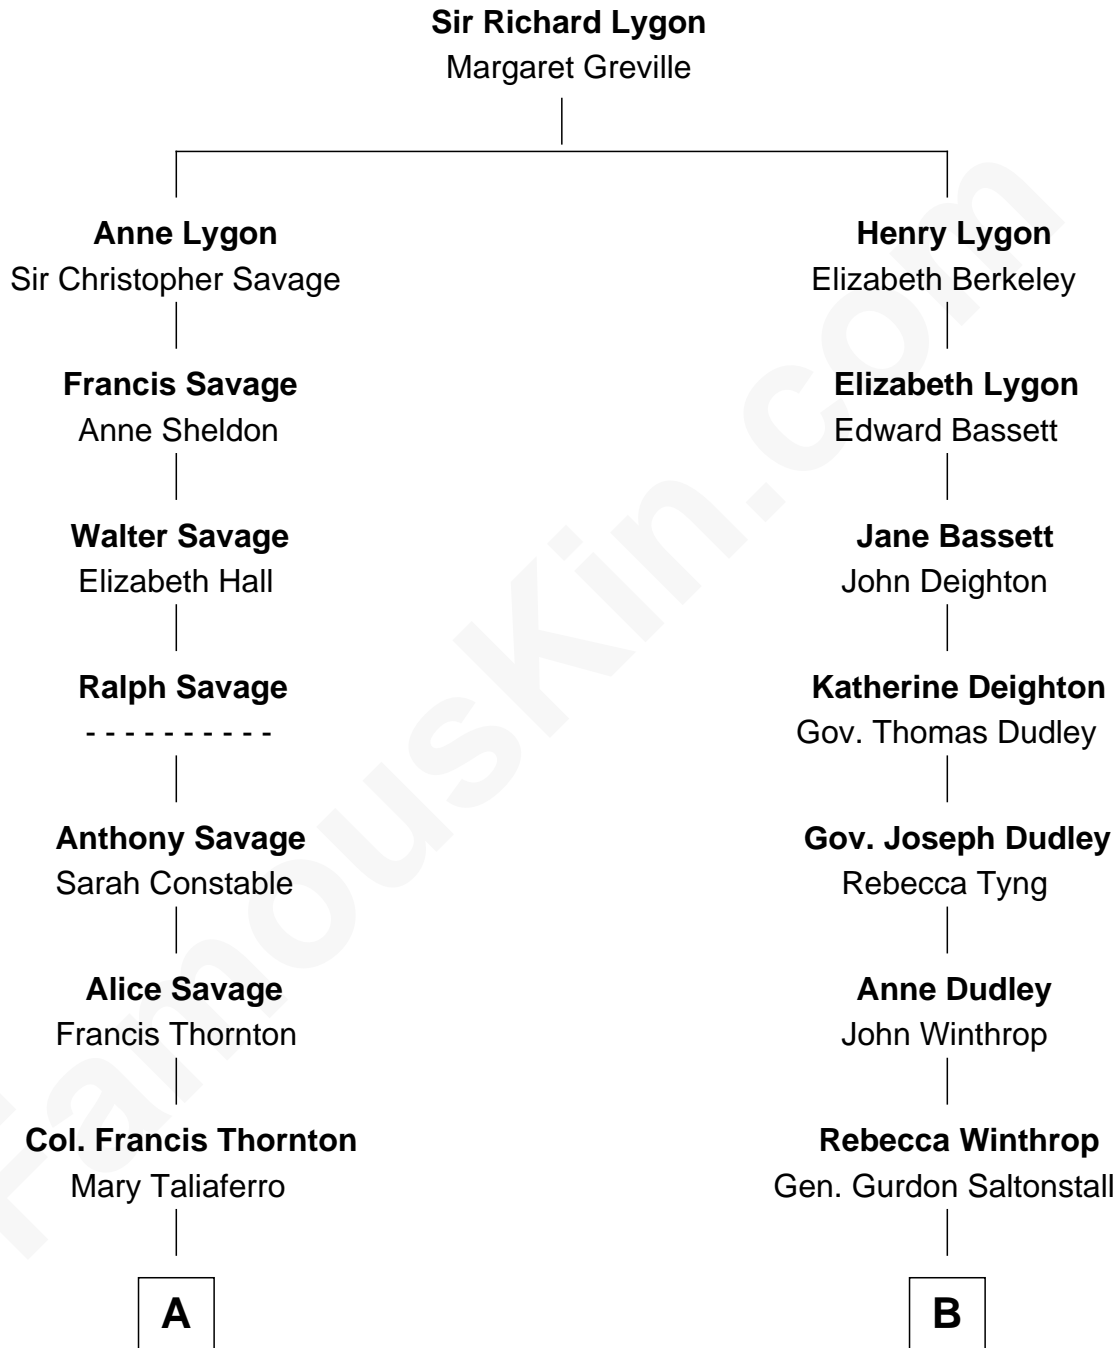 Sir Richard Lygon
Margaret Greville
Anne Lygon
Sir Christopher Savage
Francis Savage
Anne Sheldon
Walter Savage
Elizabeth Hall
Ralph Savage
- - - - - - - - - -
Anthony Savage
Sarah Constable
Alice Savage
Francis Thornton
Col. Francis Thornton
Mary Taliaferro
A
Henry Lygon
Elizabeth Berkeley
Elizabeth Lygon
Edward Bassett
Jane Bassett
John Deighton
Katherine Deighton
Gov. Thomas Dudley
Gov. Joseph Dudley
Rebecca Tyng
Anne Dudley
John Winthrop
Rebecca Winthrop
Gen. Gurdon Saltonstall
B
FamousKin.com